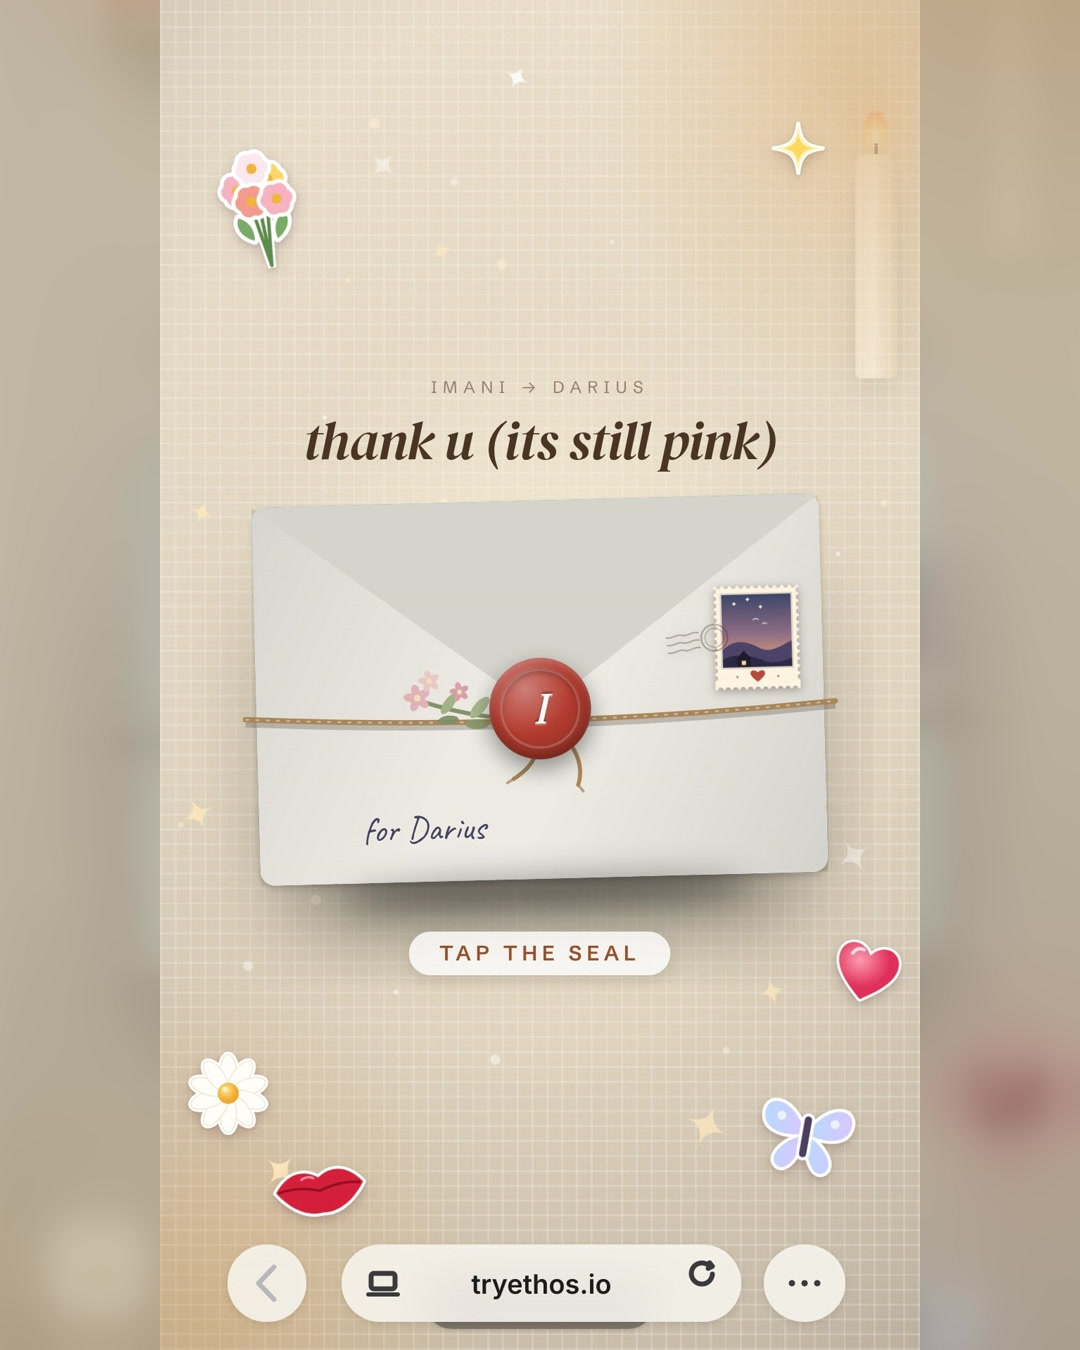 IMANI → DARIUS
thank u (its still pink)
I
for Darius
TAP THE SEAL
tryethos.io